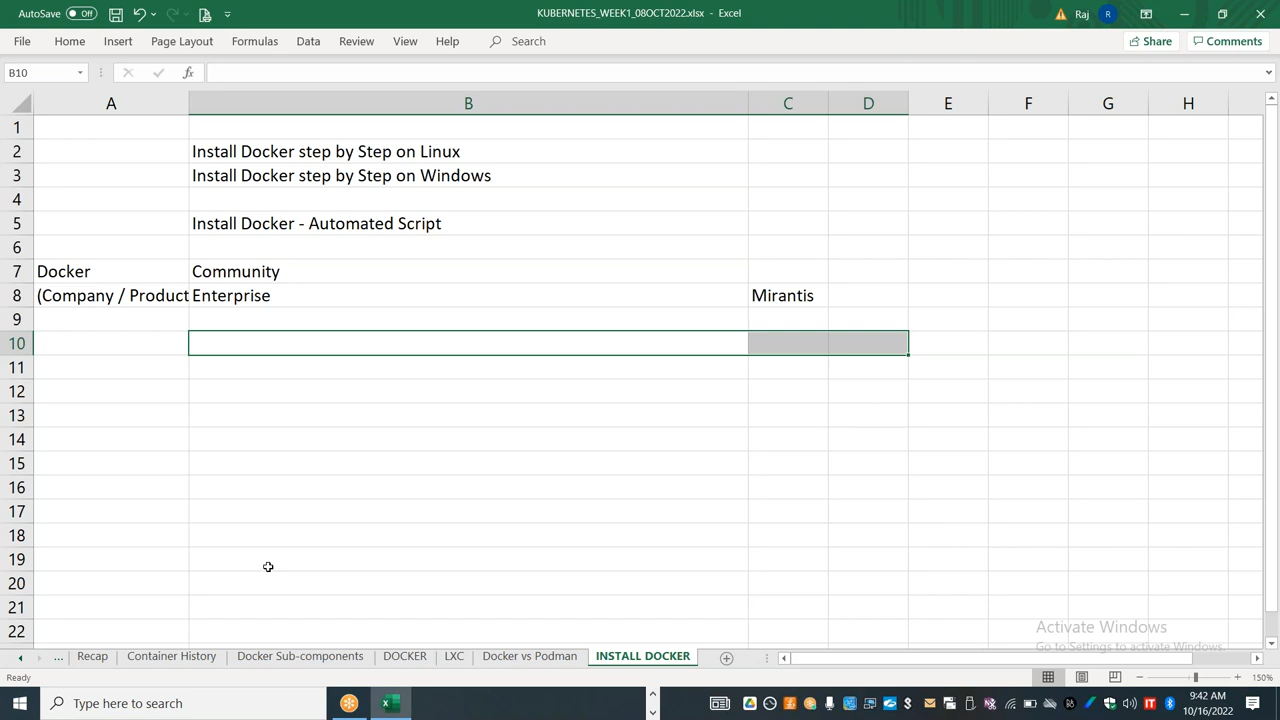 AutoSave Off
KUBERNETES_WEEK1_08OCT2022.xlsx - Excel
Raj R
File Home Insert Page Layout Formulas Data Review View Help Search Share Comments
B10 fx
A B C D E F G H
1
2 Install Docker step by Step on Linux
3 Install Docker step by Step on Windows
4
5 Install Docker - Automated Script
6
7 Docker Community
8 (Company / Product Enterprise Mirantis
9
10
11
12
13
14
15
16
17
18
19
20
21
22
Activate Windows
Go to Settings to activate Windows.
... Recap Container History Docker Sub-components DOCKER LXC Docker vs Podman INSTALL DOCKER
Ready 150%
Type here to search
9:42 AM
10/16/2022